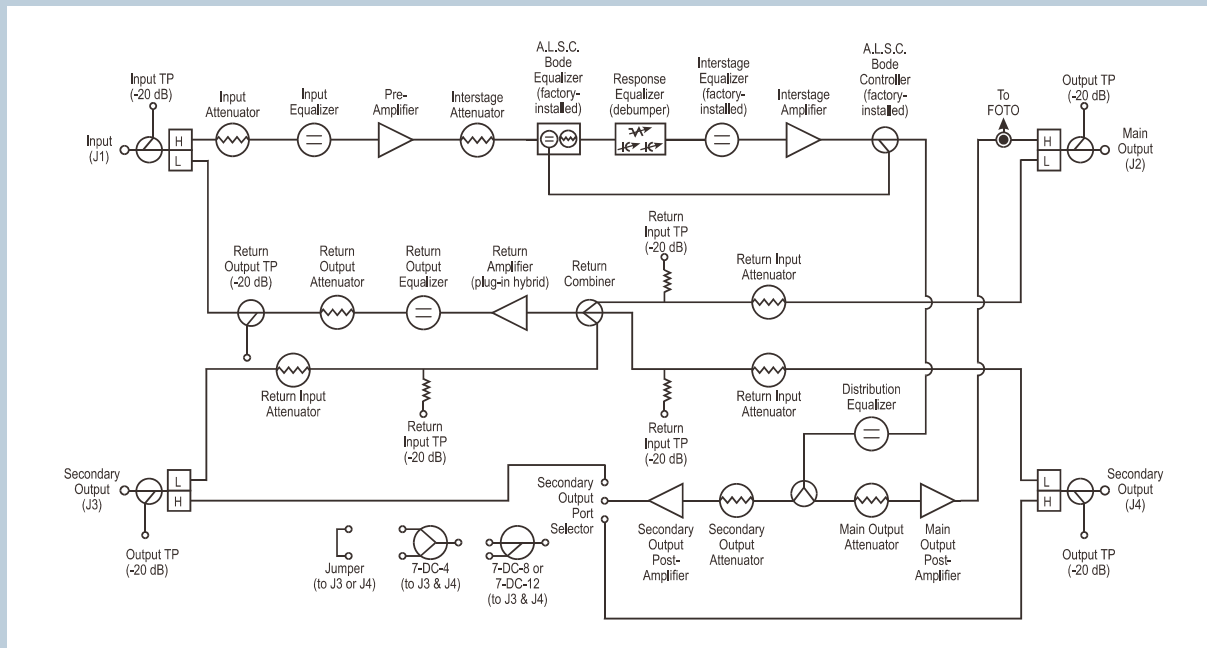 Input TP
(-20 dB)
Input
(J1)
H
L
Input
Attenuator
Input
Equalizer
Pre-
Amplifier
Interstage
Attenuator
A.L.S.C.
Bode
Equalizer
(factory-
installed)
Response
Equalizer
(debumper)
Interstage
Equalizer
(factory-
installed)
Interstage
Amplifier
A.L.S.C.
Bode
Controller
(factory-
installed)
To
FOTO
Output TP
(-20 dB)
H
L
Main
Output
(J2)
Return
Output TP
(-20 dB)
Return
Output
Attenuator
Return
Output
Equalizer
Return
Amplifier
(plug-in hybrid)
Return
Combiner
Return
Input TP
(-20 dB)
Return Input
Attenuator
Return Input
Attenuator
Return
Input TP
(-20 dB)
Return
Input TP
(-20 dB)
Return Input
Attenuator
Distribution
Equalizer
Secondary
Output
(J3)
L
H
Output TP
(-20 dB)
Jumper
(to J3 or J4)
7-DC-4
(to J3 & J4)
7-DC-8 or
7-DC-12
(to J3 & J4)
Secondary
Output
Port
Selector
Secondary
Output
Post-
Amplifier
Secondary
Output
Attenuator
Main Output
Attenuator
Main
Output
Post-
Amplifier
L
H
Secondary
Output
(J4)
Output TP
(-20 dB)